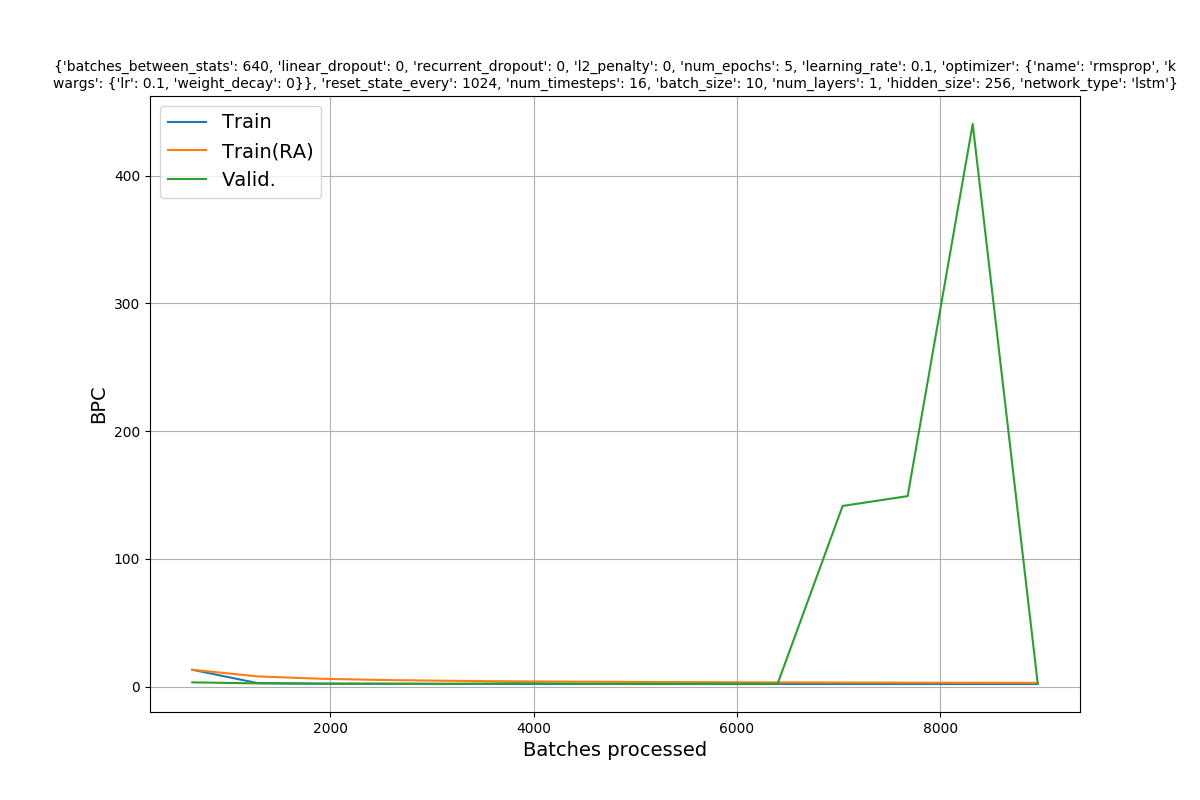 {'batches_between_stats': 640, 'linear_dropout': 0, 'recurrent_dropout': 0, 'l2_penalty': 0, 'num_epochs': 5, 'learning_rate': 0.1, 'optimizer': {'name': 'rmsprop', 'k
wargs': {'lr': 0.1, 'weight_decay': 0}}, 'reset_state_every': 1024, 'num_timesteps': 16, 'batch_size': 10, 'num_layers': 1, 'hidden_size': 256, 'network_type': 'lstm'}
Train
Train(RA)
Valid.
400
300
200
100
0
BPC
2000 4000 6000 8000
Batches processed